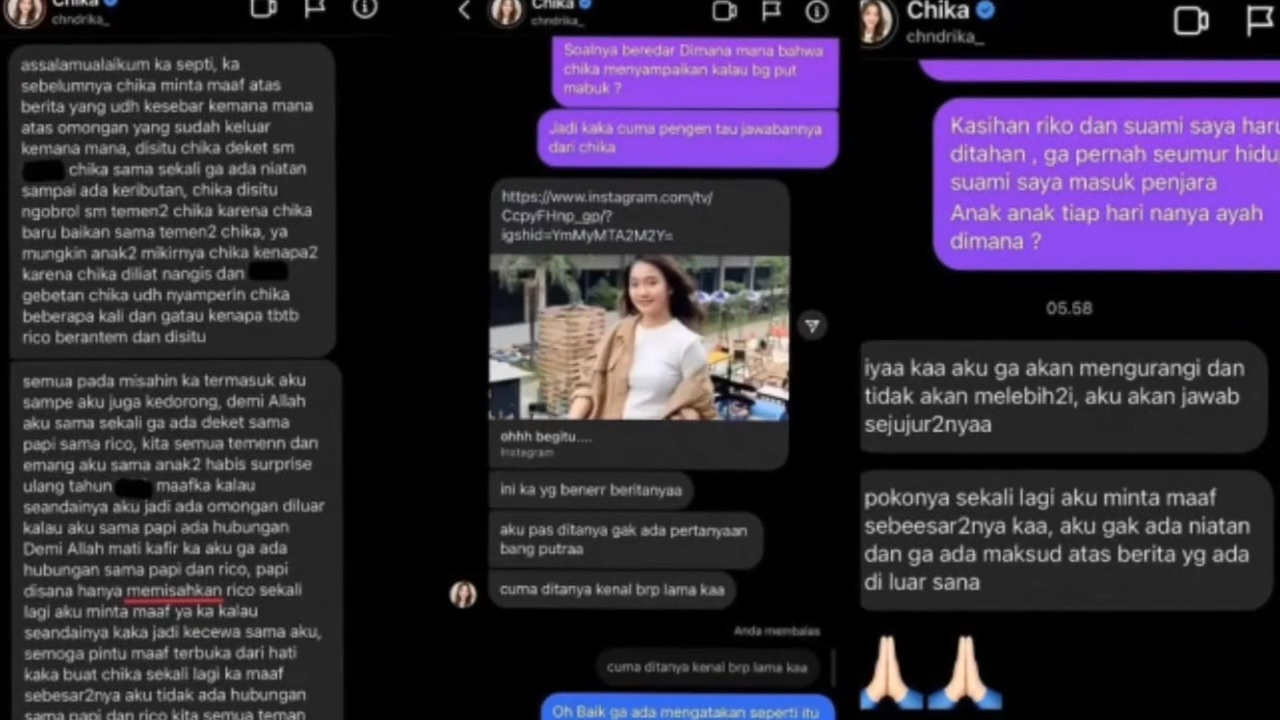 Chika
chndrika_
assalamualaikum ka septi, ka
sebelumnya chika minta maaf atas
berita yang udh kesebar kemana mana
atas omongan yang sudah keluar
kemana mana, disitu chika deket sm
chika sama sekali ga ada niatan
sampai ada keributan, chika disitu
ngobrol sm temen2 chika karena chika
baru baikan sama temen2 chika, ya
mungkin anak2 mikirnya chika kenapa2
karena chika diliat nangis dan
gebetan chika udh nyamperin chika
beberapa kali dan gatau kenapa tbtb
rico berantem dan disitu
semua pada misahin ka termasuk aku
sampe aku juga kedorong, demi Allah
aku sama sekali ga ada deket sama
papi sama rico, kita semua temenn dan
emang aku sama anak2 habis surprise
ulang tahun maafka kalau
seandainya aku jadi ada omongan diluar
kalau aku sama papi ada hubungan
Demi Allah mati kafir ka aku ga ada
hubungan sama papi dan rico, papi
disana hanya memisahkan rico sekali
lagi aku minta maaf ya ka kalau
seandainya kaka jadi kecewa sama aku,
semoga pintu maaf terbuka dari hati
kaka buat chika sekali lagi ka maaf
sebesar2nya aku tidak ada hubungan
sama papi dan rico kita semua teman
Chika
chndrika_
Soalnya beredar Dimana mana bahwa
chika menyampaikan kalau bg put
mabuk ?
Jadi kaka cuma pengen tau jawabannya
dari chika
https://www.instagram.com/tv/
CcpyFHnp_gp/?
igshid=YmMyMTA2M2Y=
ohhh begitu....
Instagram
ini ka yg benerr beritanyaa
aku pas ditanya gak ada pertanyaan
bang putraa
cuma ditanya kenal brp lama kaa
Anda membalas
cuma ditanya kenal brp lama kaa
Oh Baik ga ada mengatakan seperti itu
Chika
chndrika_
Kasihan riko dan suami saya haru
ditahan , ga pernah seumur hidu
suami saya masuk penjara
Anak anak tiap hari nanya ayah
dimana ?
05.58
iyaa kaa aku ga akan mengurangi dan
tidak akan melebih2i, aku akan jawab
sejujur2nyaa
pokonya sekali lagi aku minta maaf
sebeesar2nya kaa, aku gak ada niatan
dan ga ada maksud atas berita yg ada
di luar sana